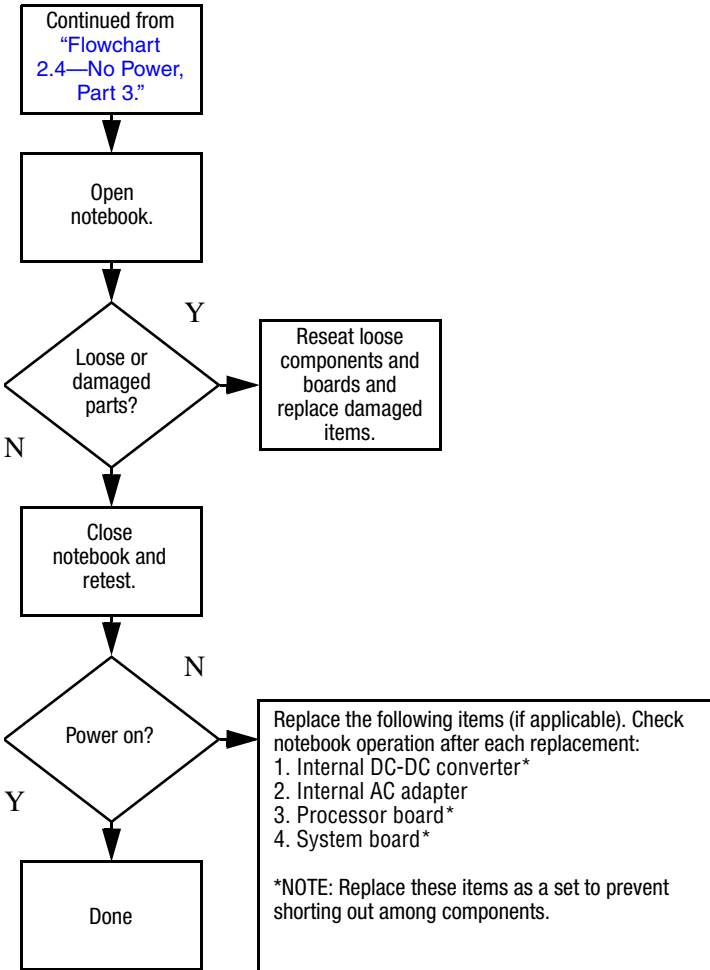 Continued from
“Flowchart
2.4—No Power,
Part 3.”
Open
notebook.
Y
Loose or
damaged
parts?
Reseat loose
components and
boards and
replace damaged
items.
N
Close
notebook and
retest.
N
Power on?
Replace the following items (if applicable). Check
notebook operation after each replacement:
1. Internal DC-DC converter*
2. Internal AC adapter
3. Processor board*
4. System board*
*NOTE: Replace these items as a set to prevent
shorting out among components.
Y
Done